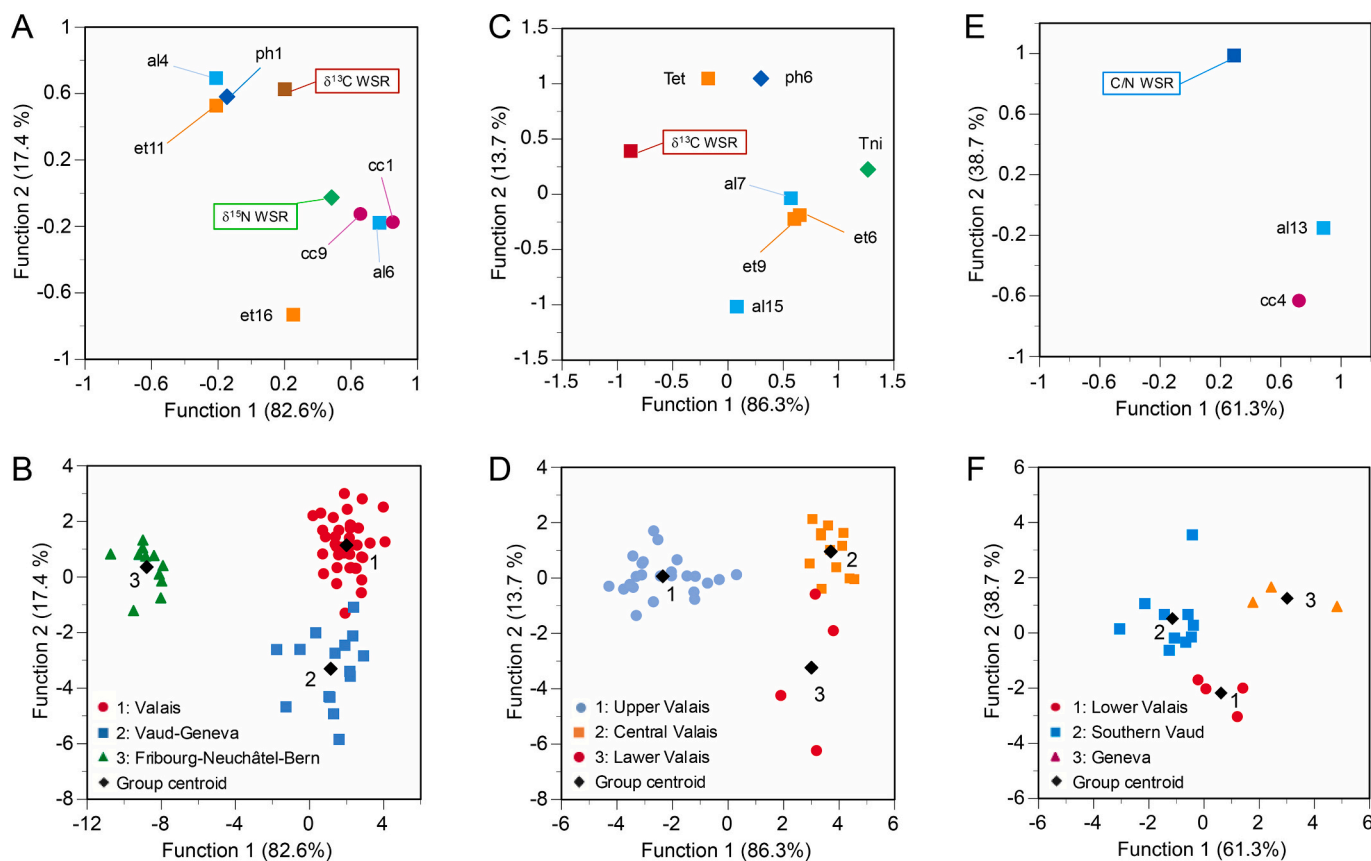 A
1
0.6
0.2
-0.2
-0.6
-1
-1
-0.6
-0.2
0.2
0.6
1
Function 1 (82.6%)
Function 2 (17.4 %)
al4
ph1
δ13C WSR
et11
cc1
δ15N WSR
cc9
al6
et16
C
1.5
1
0.5
0
-0.5
-1
-1.5
-1.5
-1
-0.5
0
0.5
1
1.5
Function 1 (86.3%)
Function 2 (13.7 %)
Tet
ph6
δ13C WSR
Tni
al7
et6
et9
al15
E
1
0.6
0.2
-0.2
-0.6
-1
-1
-0.6
-0.2
0.2
0.6
1
Function 1 (61.3%)
Function 2 (38.7 %)
C/N WSR
al13
cc4
B
4
2
0
-2
-4
-6
-8
-12
-8
-4
0
4
Function 1 (82.6%)
Function 2 (17.4 %)
3
1
2
1: Valais
2: Vaud-Geneva
3: Fribourg-Neuchâtel-Bern
Group centroid
D
4
2
0
-2
-4
-6
-8
-6
-4
-2
0
2
4
6
Function 1 (86.3%)
Function 2 (13.7 %)
1
2
3
1: Upper Valais
2: Central Valais
3: Lawer Valais
Group centroid
F
6
4
2
0
-2
-4
-6
-6
-4
-2
0
2
4
6
Function 1 (61.3%)
Function 2 (38.7 %)
2
3
1
1: Lower Valais
2: Southern Vaud
3: Geneva
Group centroid